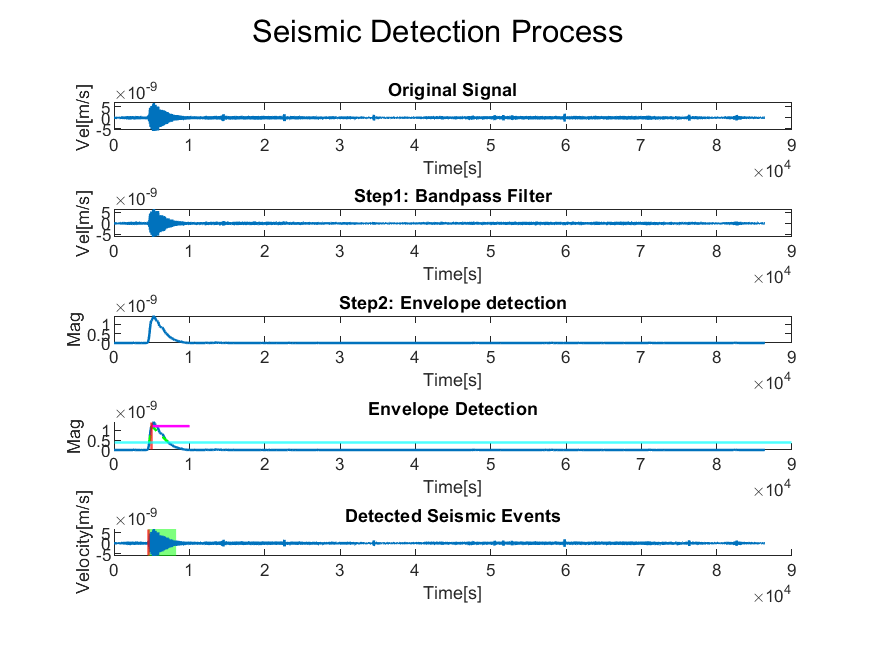 Seismic Detection Process
Original Signal
×10-9
Vel[m/s]
5
0
-5
0 1 2 3 4 5 6 7 8 9
Time[s]
×104
Step1: Bandpass Filter
×10-9
Vel[m/s]
5
0
-5
0 1 2 3 4 5 6 7 8 9
Time[s]
×104
Step2: Envelope detection
×10-9
Mag
1
0.5
0
0 1 2 3 4 5 6 7 8 9
Time[s]
×104
Envelope Detection
×10-9
Mag
1
0.5
0
0 1 2 3 4 5 6 7 8 9
Time[s]
×104
Detected Seismic Events
×10-9
Velocity[m/s]
5
0
-5
0 1 2 3 4 5 6 7 8 9
Time[s]
×104